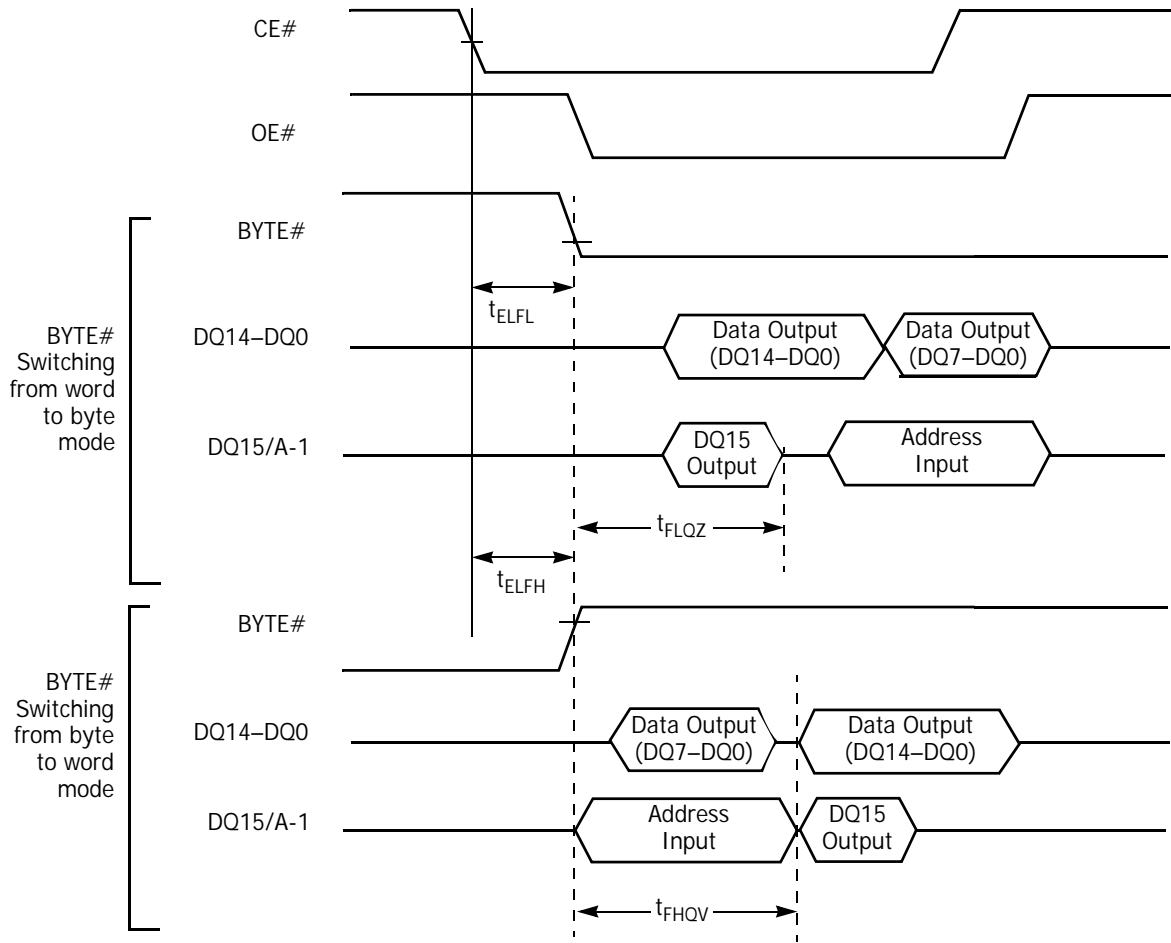 CE#
OE#
BYTE#
tELFL
BYTE#
Switching
from word
to byte
mode
DQ14–DQ0
Data Output
(DQ14–DQ0)
Data Output
(DQ7–DQ0)
DQ15/A-1
DQ15
Output
Address
Input
tFLQZ
tELFH
BYTE#
BYTE#
Switching
from byte
to word
mode
DQ14–DQ0
Data Output
(DQ7–DQ0)
Data Output
(DQ14–DQ0)
DQ15/A-1
Address
Input
DQ15
Output
tFHQV